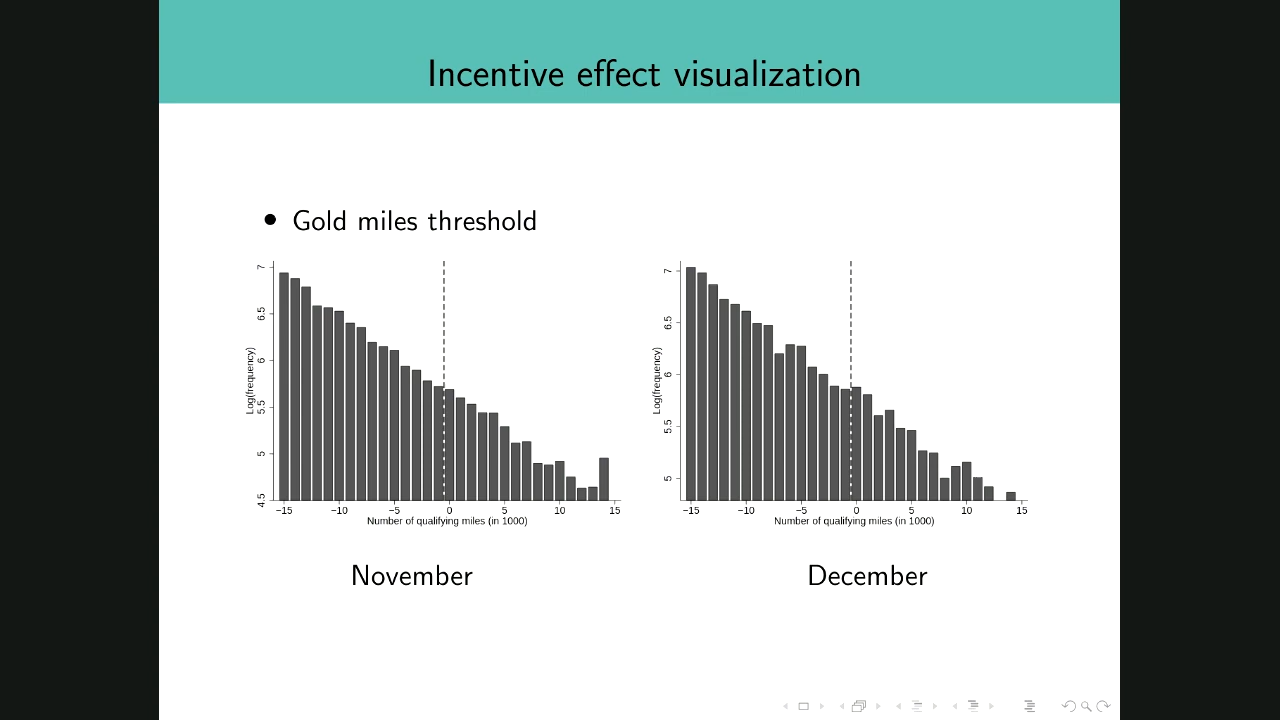 Incentive effect visualization
• Gold miles threshold
Log(frequency)
7
6.5
6
5.5
5
4.5
−15 −10 −5 0 5 10 15
Number of qualifying miles (in 1000)
November
Log(frequency)
7
6.5
6
5.5
5
−15 −10 −5 0 5 10 15
Number of qualifying miles (in 1000)
December